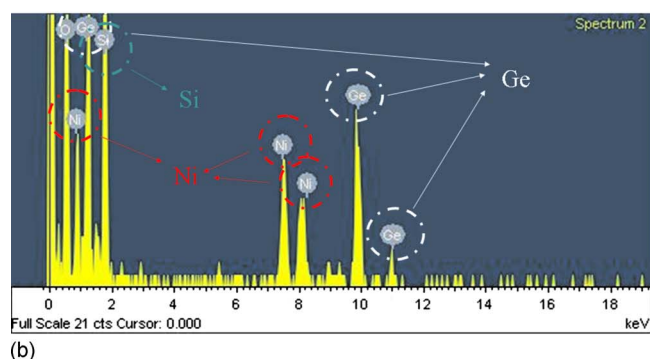 Spectrum 2
O Ge Si
Ge
Si
Ge
Ni
Ni
Ni
Ni
Ge
0 2 4 6 8 10 12 14 16 18
Full Scale 21 cts Cursor: 0.000 keV
(b)